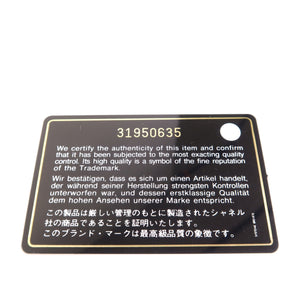 31950635
We certify the authenticity of this item and confirm
that it has been subjected to the most exacting quality
control. Its high quality is a symbol of the fine reputation
of the Trademark.
Wir bestätigen, dass es sich um einen Artikel handelt,
der während seiner Herstellung strengsten Kontrollen
unterworfen war, und dessen erstklassige Qualität
dem hohen Ansehen unserer Marke entspricht.
この製品は厳しい管理のもとに製造されたシャネル
社の商品であることを証明いたします。
このブランド・マークは最高級品質の象徴です。